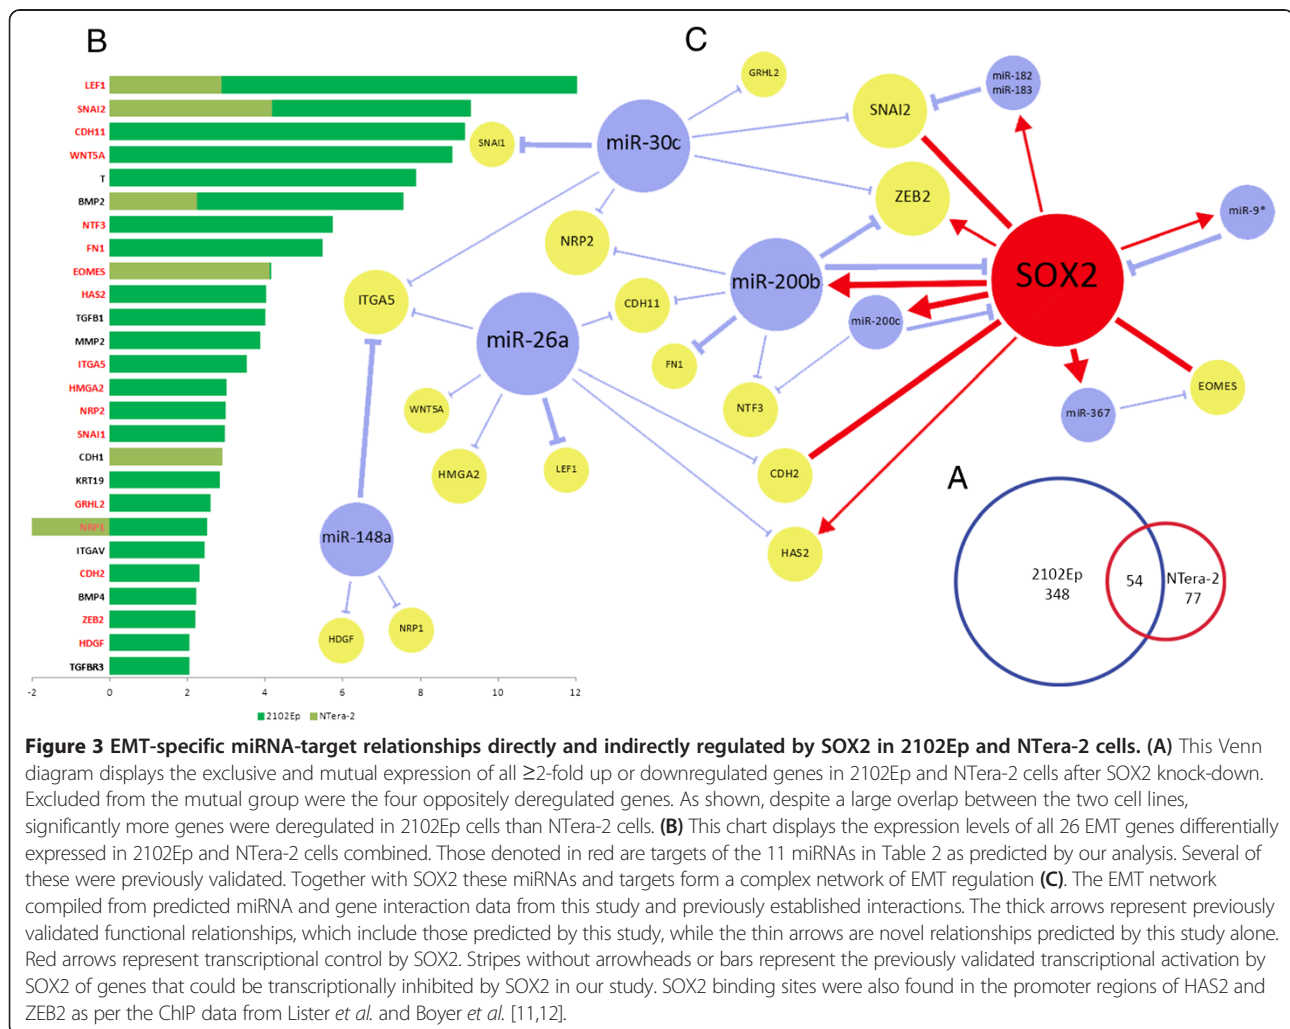 B
LEF1
SNAI2
CDH11
WNT5A
T
BMP2
NTF3
FN1
EOMES
HAS2
TGFB1
MMP2
ITGA5
HMGA2
NRP2
SNAI1
CDH1
KRT19
GRHL2
NRP1
ITGAV
CDH2
BMP4
ZEB2
HDGF
TGFBR3
-2 0 2 4 6 8 10 12
2102Ep NTera-2
C
GRHL2
miR-182
miR-183
SNAI2
SNAI1
miR-30c
ZEB2
miR-9*
NRP2
SOX2
miR-200b
ITGA5
CDH11
miR-200c
miR-26a
FN1
EOMES
WNT5A
NTF3
miR-367
HMGA2
LEF1
CDH2
miR-148a
HAS2
HDGF
NRP1
A
2102Ep
348
54
NTera-2
77
Figure 3 EMT-specific miRNA-target relationships directly and indirectly regulated by SOX2 in 2102Ep and NTera-2 cells. (A) This Venn
diagram displays the exclusive and mutual expression of all ≥2-fold up or downregulated genes in 2102Ep and NTera-2 cells after SOX2 knock-down.
Excluded from the mutual group were the four oppositely deregulated genes. As shown, despite a large overlap between the two cell lines,
significantly more genes were deregulated in 2102Ep cells than NTera-2 cells. (B) This chart displays the expression levels of all 26 EMT genes differentially
expressed in 2102Ep and NTera-2 cells combined. Those denoted in red are targets of the 11 miRNAs in Table 2 as predicted by our analysis. Several of
these were previously validated. Together with SOX2 these miRNAs and targets form a complex network of EMT regulation (C). The EMT network
compiled from predicted miRNA and gene interaction data from this study and previously established interactions. The thick arrows represent previously
validated functional relationships, which include those predicted by this study, while the thin arrows are novel relationships predicted by this study alone.
Red arrows represent transcriptional control by SOX2. Stripes without arrowheads or bars represent the previously validated transcriptional activation by
SOX2 of genes that could be transcriptionally inhibited by SOX2 in our study. SOX2 binding sites were also found in the promoter regions of HAS2 and
ZEB2 as per the ChIP data from Lister et al. and Boyer et al. [11,12].